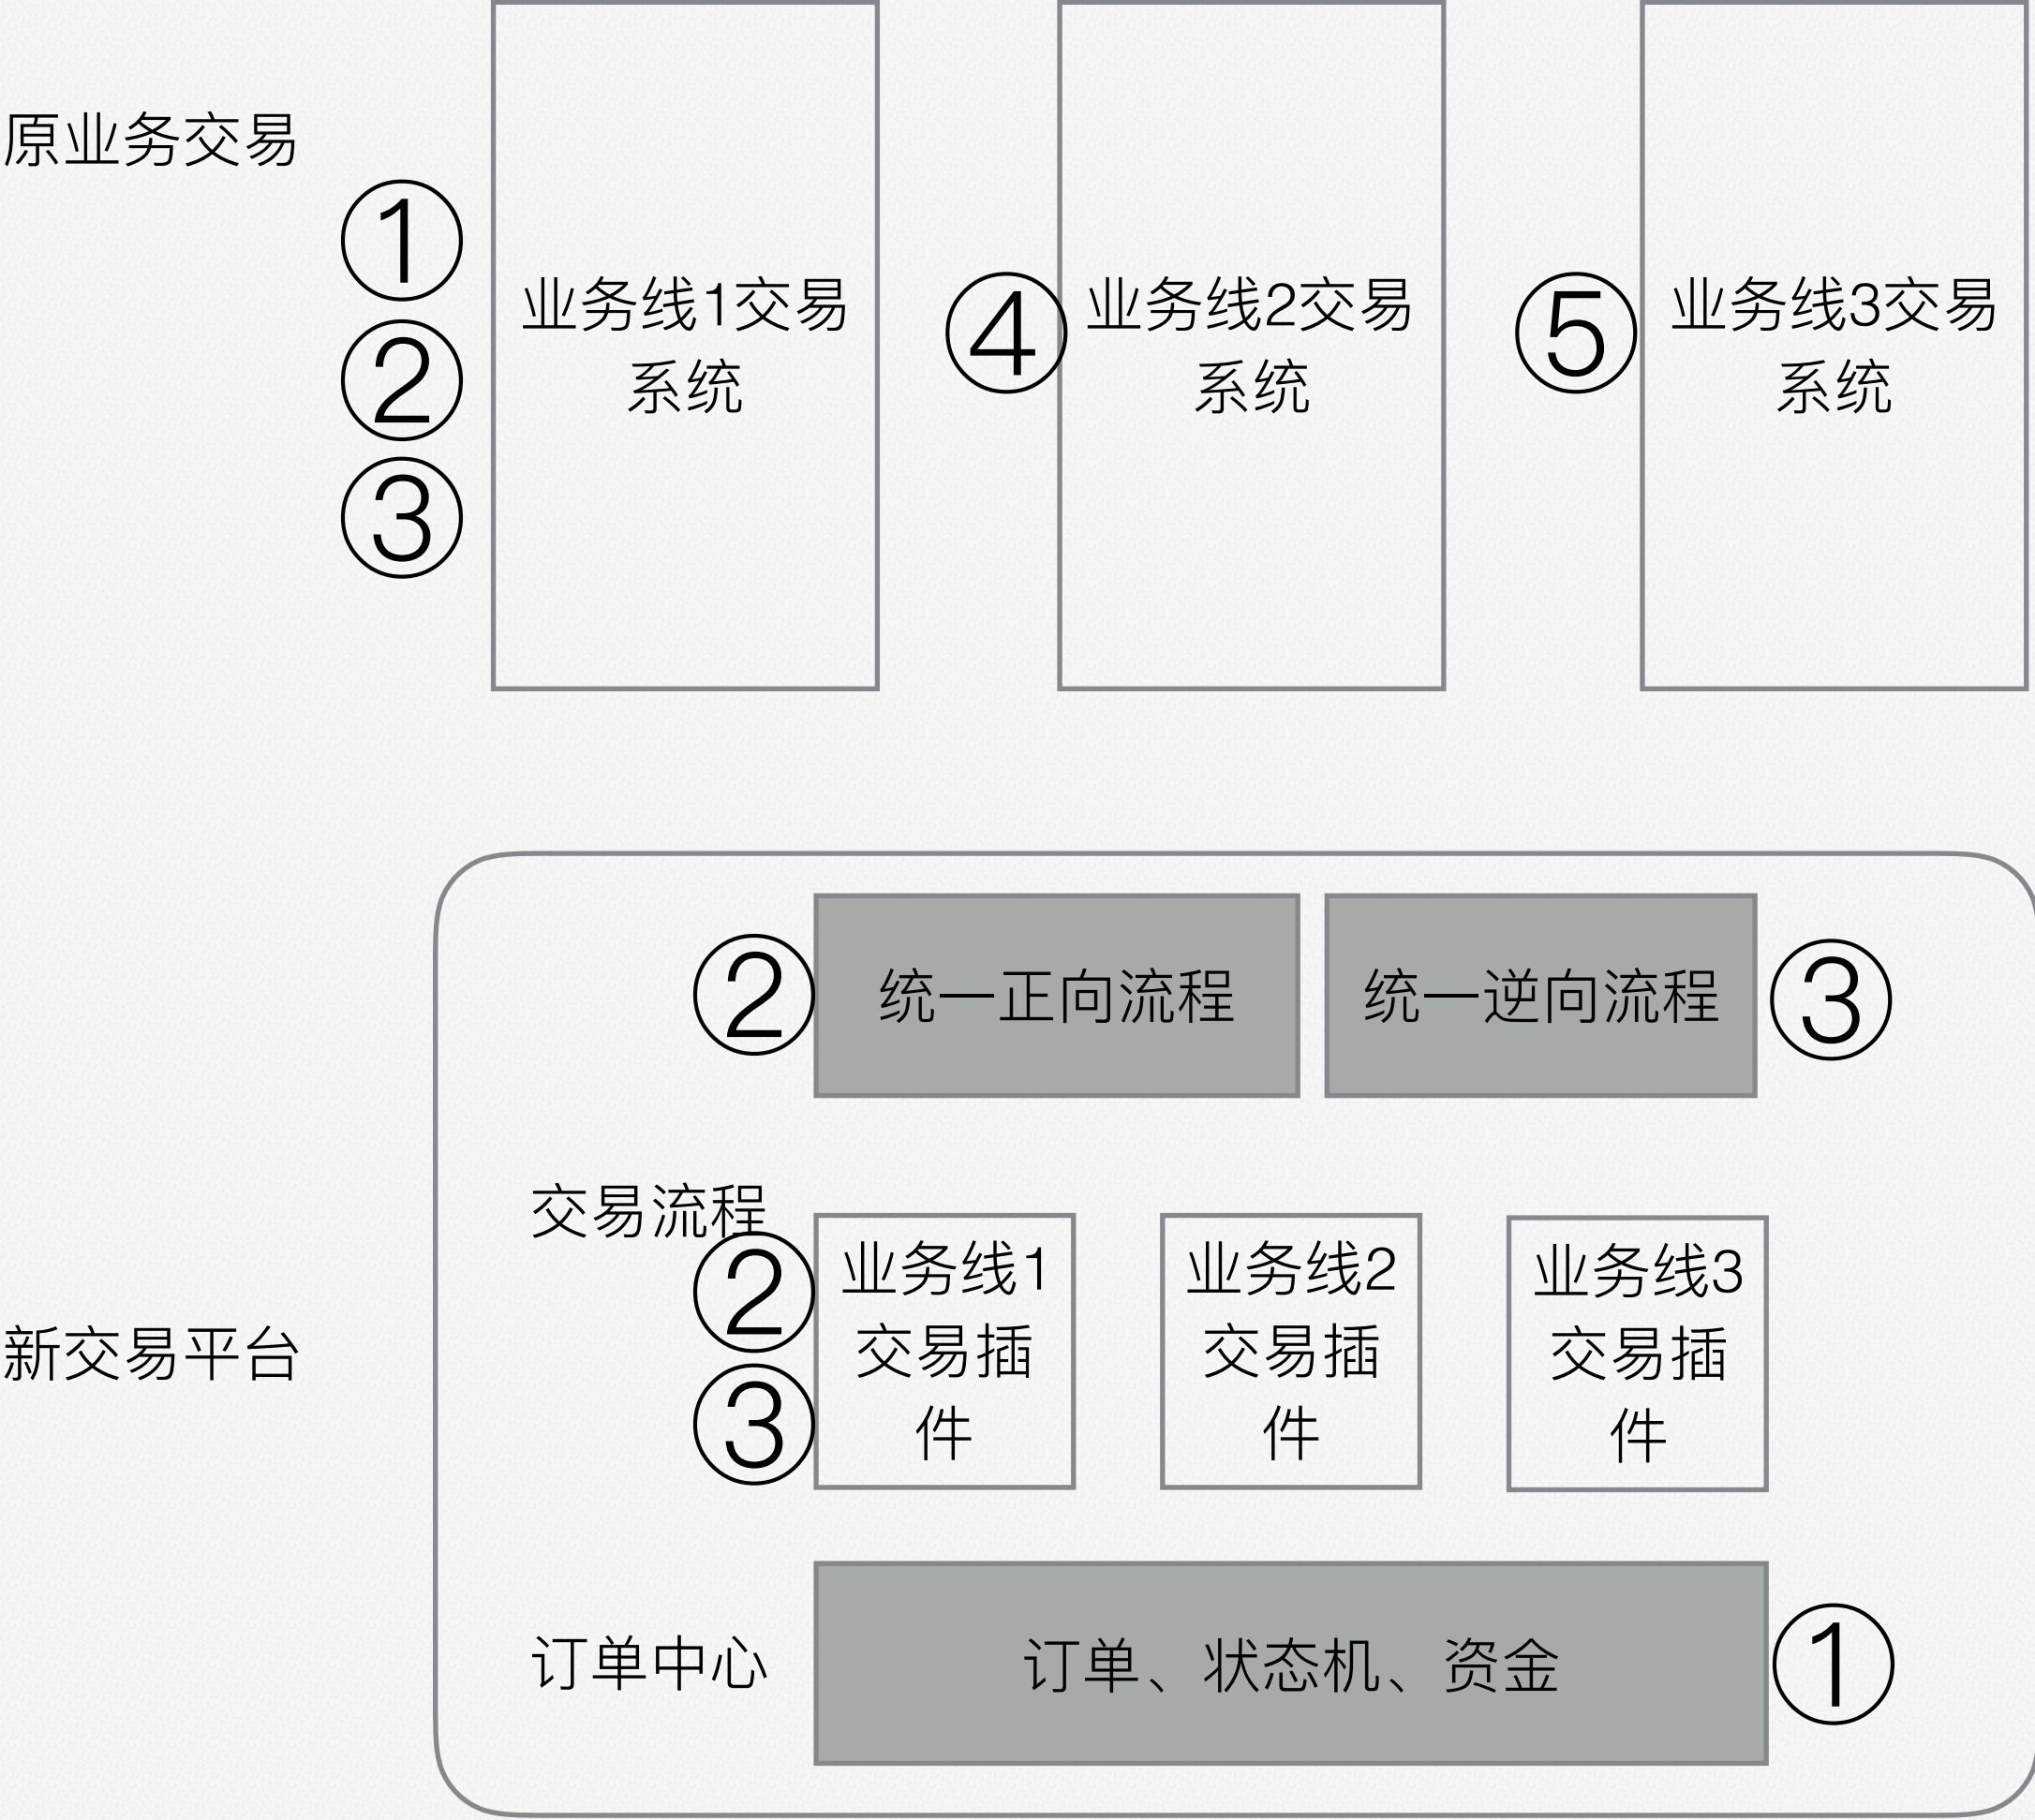 原业务交易
①
②
③
业务线1交易
系统
④
业务线2交易
系统
⑤
业务线3交易
系统
新交易平台
②
统一正向流程
统一逆向流程
③
交易流程
②
③
业务线1
交易插
件
业务线2
交易插
件
业务线3
交易插
件
订单中心
订单、状态机、资金
①